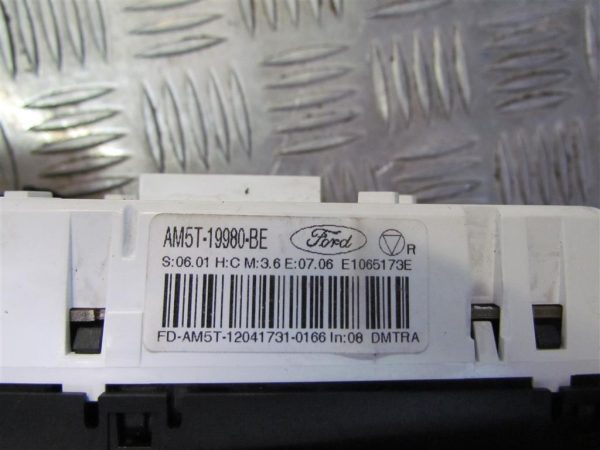 AM5T-19980-BE Ford R
S:06.01 H:C M:3.6 E:07.06 E1065173E
FD-AM5T-12041731-0166 In:08 DMTRA